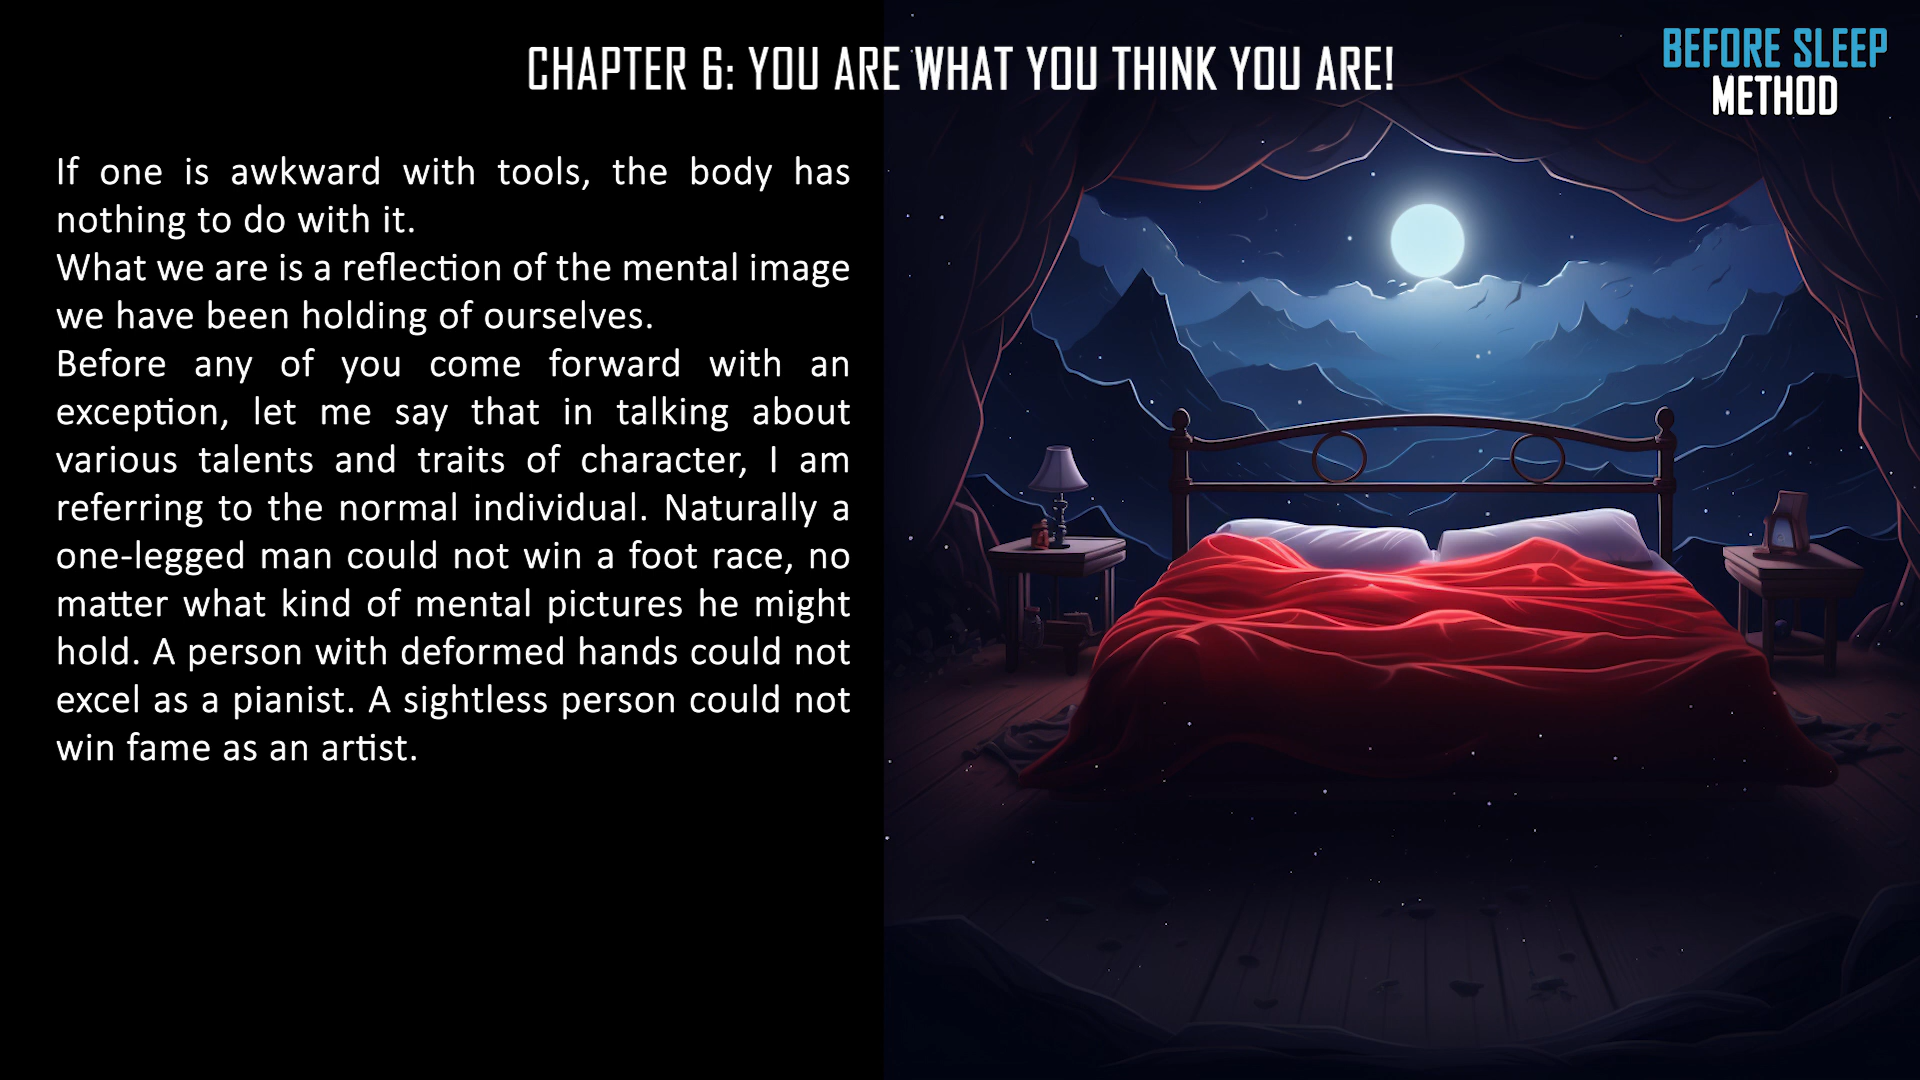 CHAPTER 6: YOU ARE WHAT YOU THINK YOU ARE!
BEFORE SLEEP
METHOD
If one is awkward with tools, the body has
nothing to do with it.
What we are is a reflection of the mental image
we have been holding of ourselves.
Before any of you come forward with an
exception, let me say that in talking about
various talents and traits of character, I am
referring to the normal individual. Naturally a
one-legged man could not win a foot race, no
matter what kind of mental pictures he might
hold. A person with deformed hands could not
excel as a pianist. A sightless person could not
win fame as an artist.